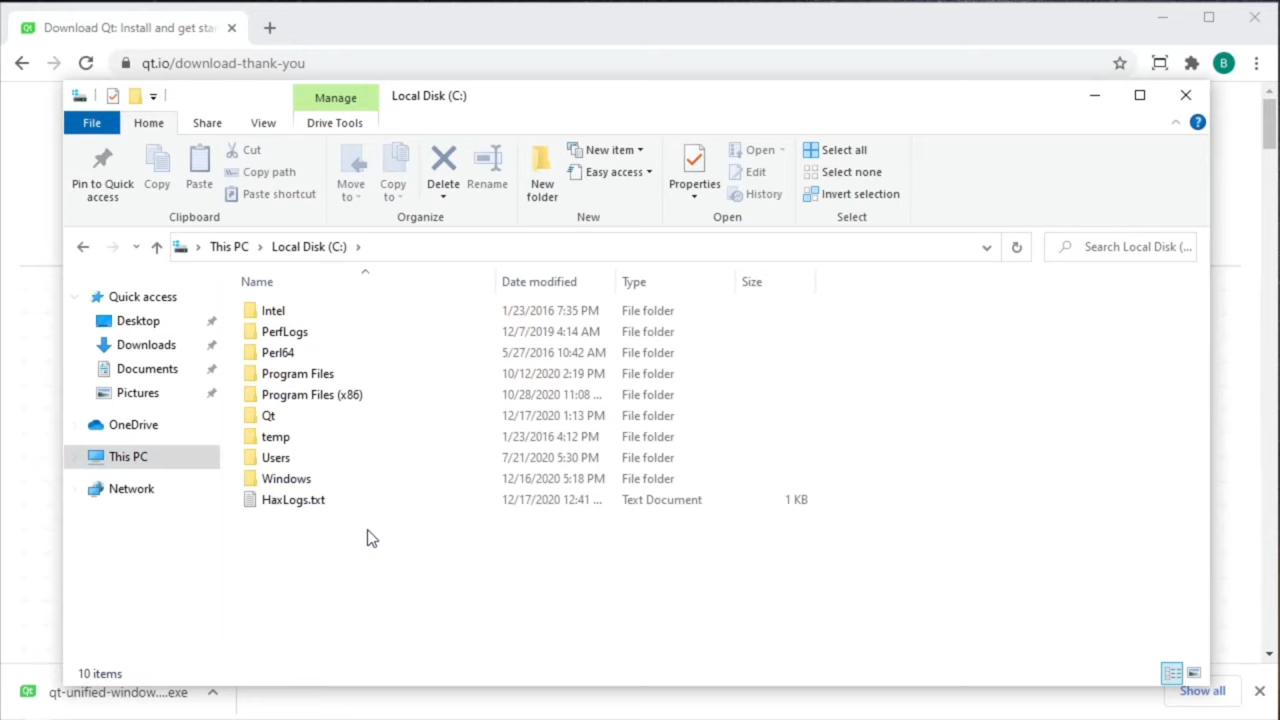 Download Qt: Install and get sta
qt.io/download-thank-you
B
Manage
Local Disk (C:)
File
Home
Share
View
Drive Tools
Pin to Quick access
Copy
Paste
Cut
Copy path
Paste shortcut
Move to
Copy to
Delete
Rename
New folder
New item
Easy access
Properties
Open
Edit
History
Select all
Select none
Invert selection
Clipboard
Organize
New
Open
Select
This PC > Local Disk (C:) >
Search Local Disk (...
Name Date modified Type Size
Quick access
Desktop
Downloads
Documents
Pictures
OneDrive
This PC
Network
Intel 1/23/2016 7:35 PM File folder
PerfLogs 12/7/2019 4:14 AM File folder
Perl64 5/27/2016 10:42 AM File folder
Program Files 10/12/2020 2:19 PM File folder
Program Files (x86) 10/28/2020 11:08 ... File folder
Qt 12/17/2020 1:13 PM File folder
temp 1/23/2016 4:12 PM File folder
Users 7/21/2020 5:30 PM File folder
Windows 12/16/2020 5:18 PM File folder
HaxLogs.txt 12/17/2020 12:41 ... Text Document 1 KB
10 items
Qt
qt-unified-window....exe
Show all